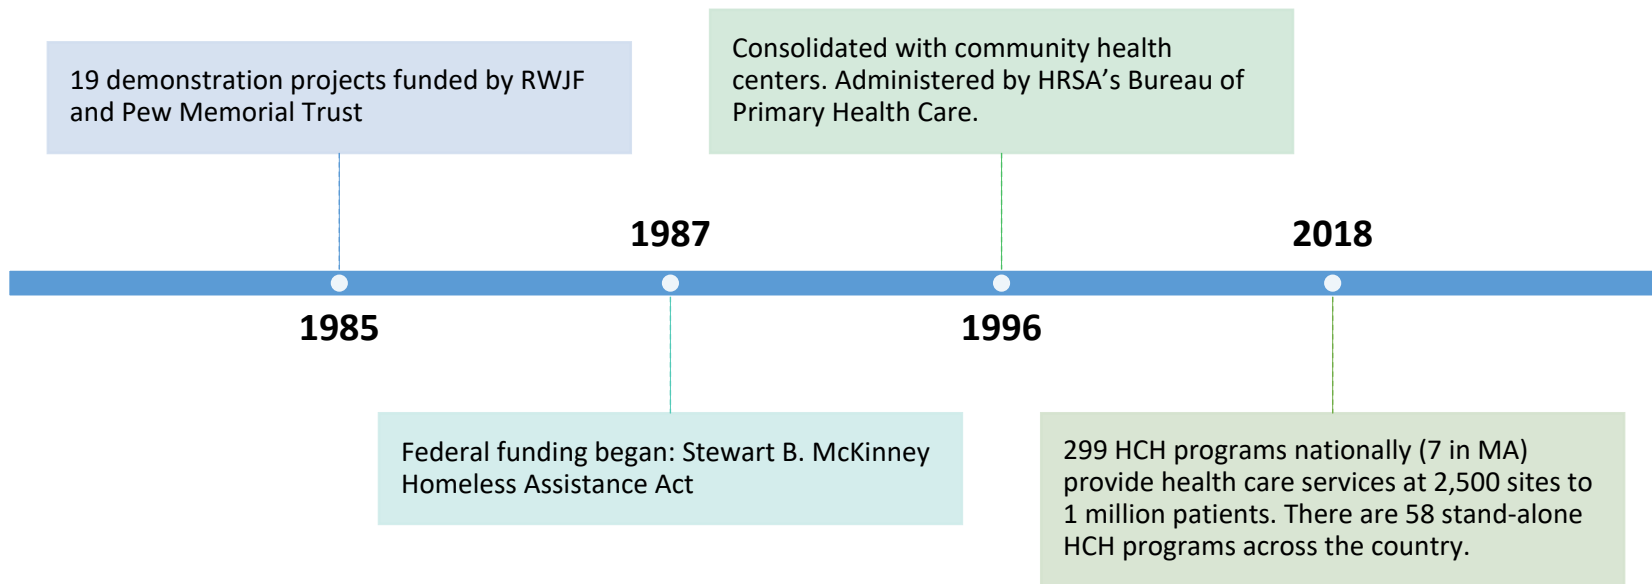 19 demonstration projects funded by RWJF
and Pew Memorial Trust
Consolidated with community health
centers. Administered by HRSA’s Bureau of
Primary Health Care.
1987
2018
1985
1996
Federal funding began: Stewart B. McKinney
Homeless Assistance Act
299 HCH programs nationally (7 in MA)
provide health care services at 2,500 sites to
1 million patients. There are 58 stand-alone
HCH programs across the country.